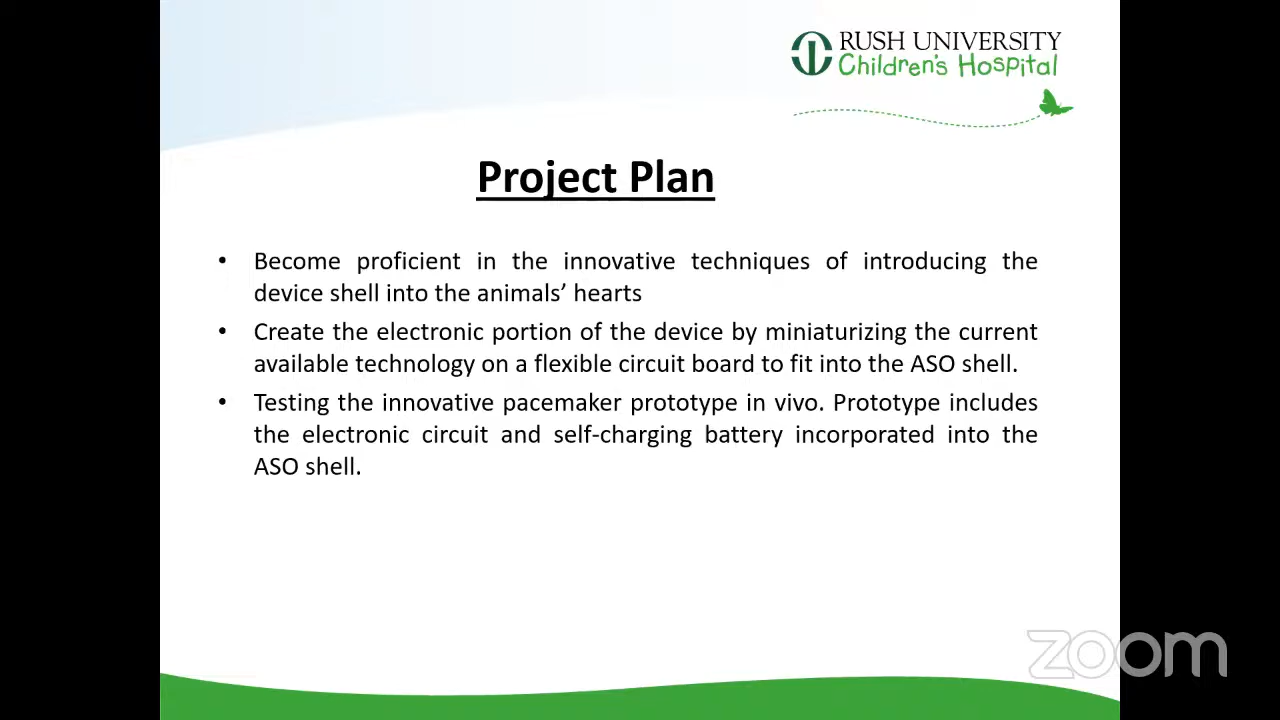 RUSH UNIVERSITY
Children's Hospital
Project Plan
• Become proficient in the innovative techniques of introducing the
device shell into the animals’ hearts
• Create the electronic portion of the device by miniaturizing the current
available technology on a flexible circuit board to fit into the ASO shell.
• Testing the innovative pacemaker prototype in vivo. Prototype includes
the electronic circuit and self-charging battery incorporated into the
ASO shell.
zoom